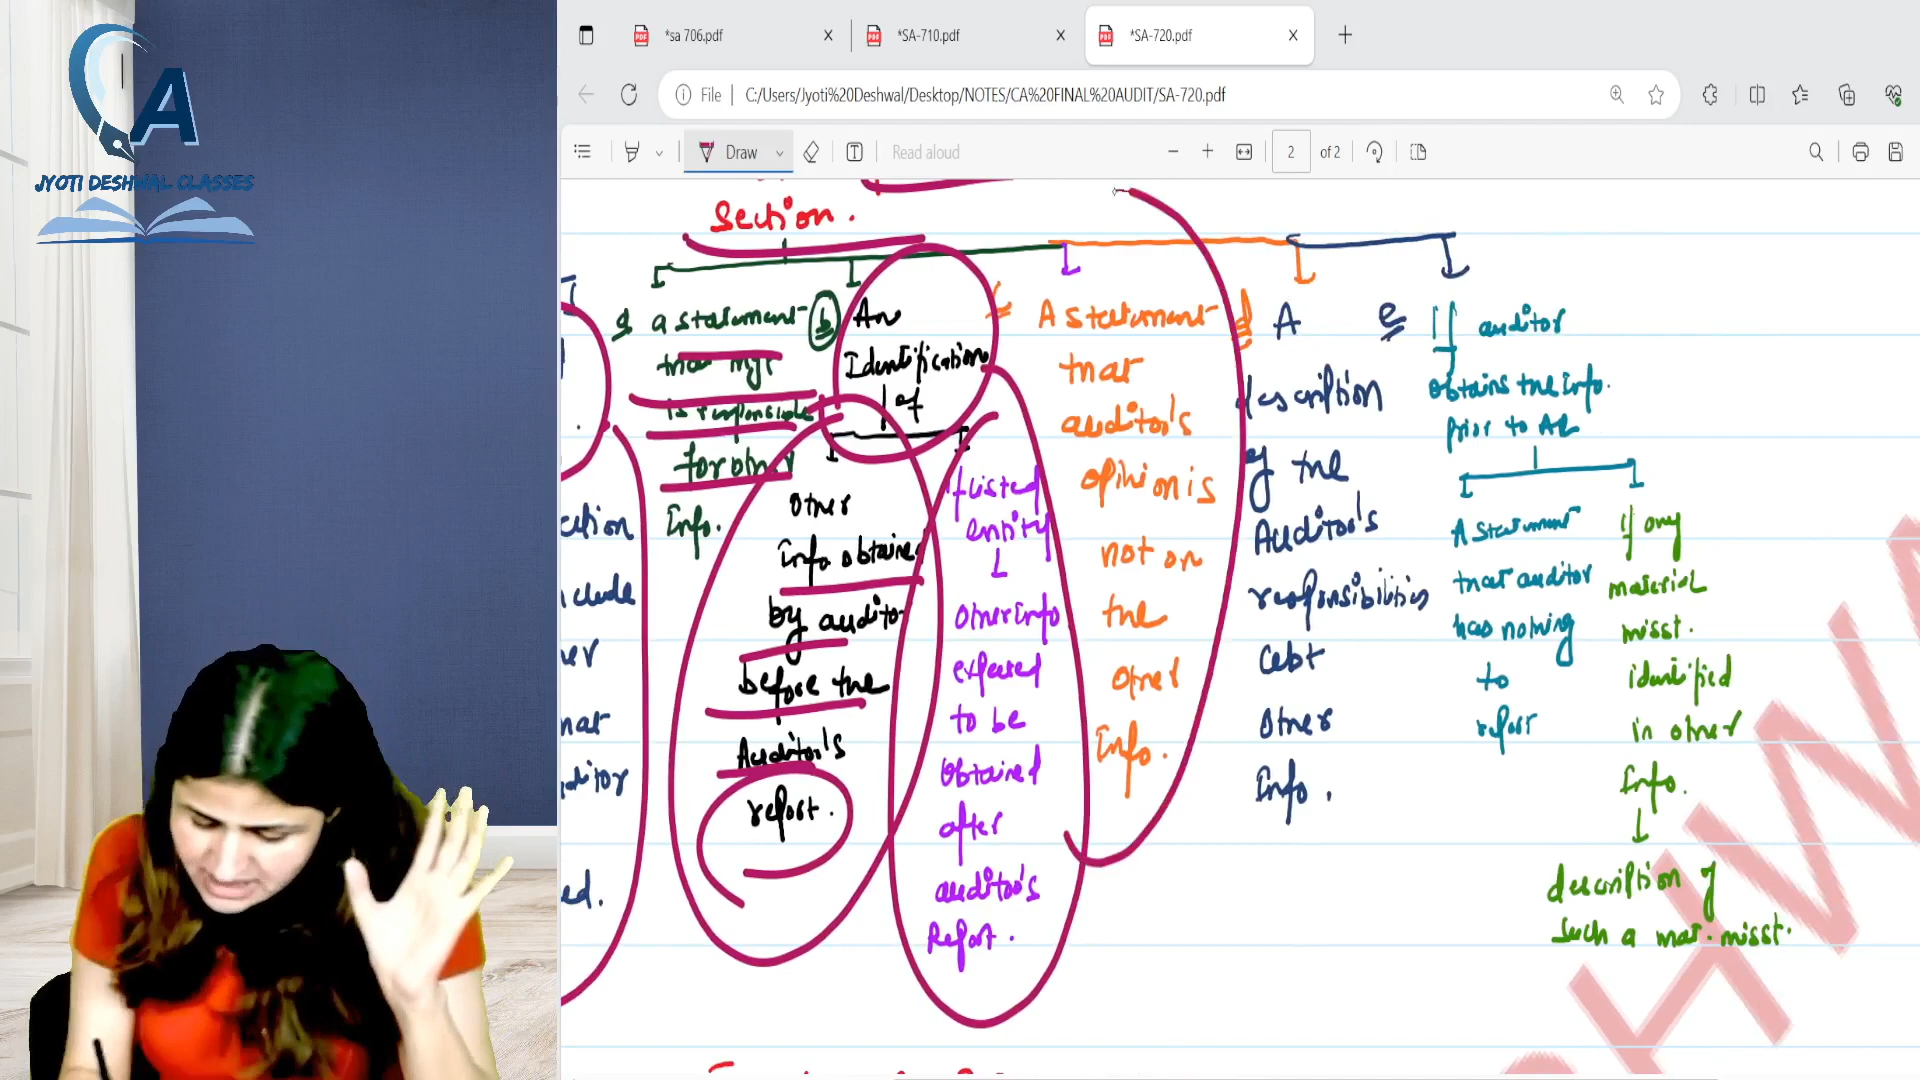 A
JYOTI DESHWAL CLASSES
*sa 706.pdf
*SA-710.pdf
*SA-720.pdf
File
C:/Users/Jyoti%20Deshwal/Desktop/NOTES/CA%20FINAL%20AUDIT/SA-720.pdf
Draw
Read aloud
2
of 2
Section.
a a statement
that mgt
is responsible
for other
Info.
b An
Identification
of
Other
Info obtained
by auditor
before the
Auditor's
report.
If Listed
entity
Other info
expected
to be
obtained
after
auditor's
Report.
c A statement
that
auditor's
opinion is
not on
the
other
Info.
d A
description
of the
Auditor's
responsibilities
Other
Info.
e If auditor
obtains the info.
prior to AR
A Statement
that auditor
has nothing
to
report
If any
material
misst.
identified
in other
Info.
description of
such a mat. misst.
ed.
HWA